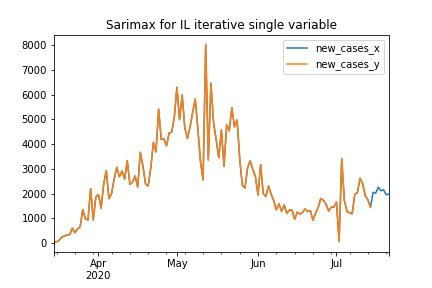 Sarimax for IL iterative single variable
new_cases_x
new_cases_y
8000
7000
6000
5000
4000
3000
2000
1000
0
Apr
2020
May
Jun
Jul